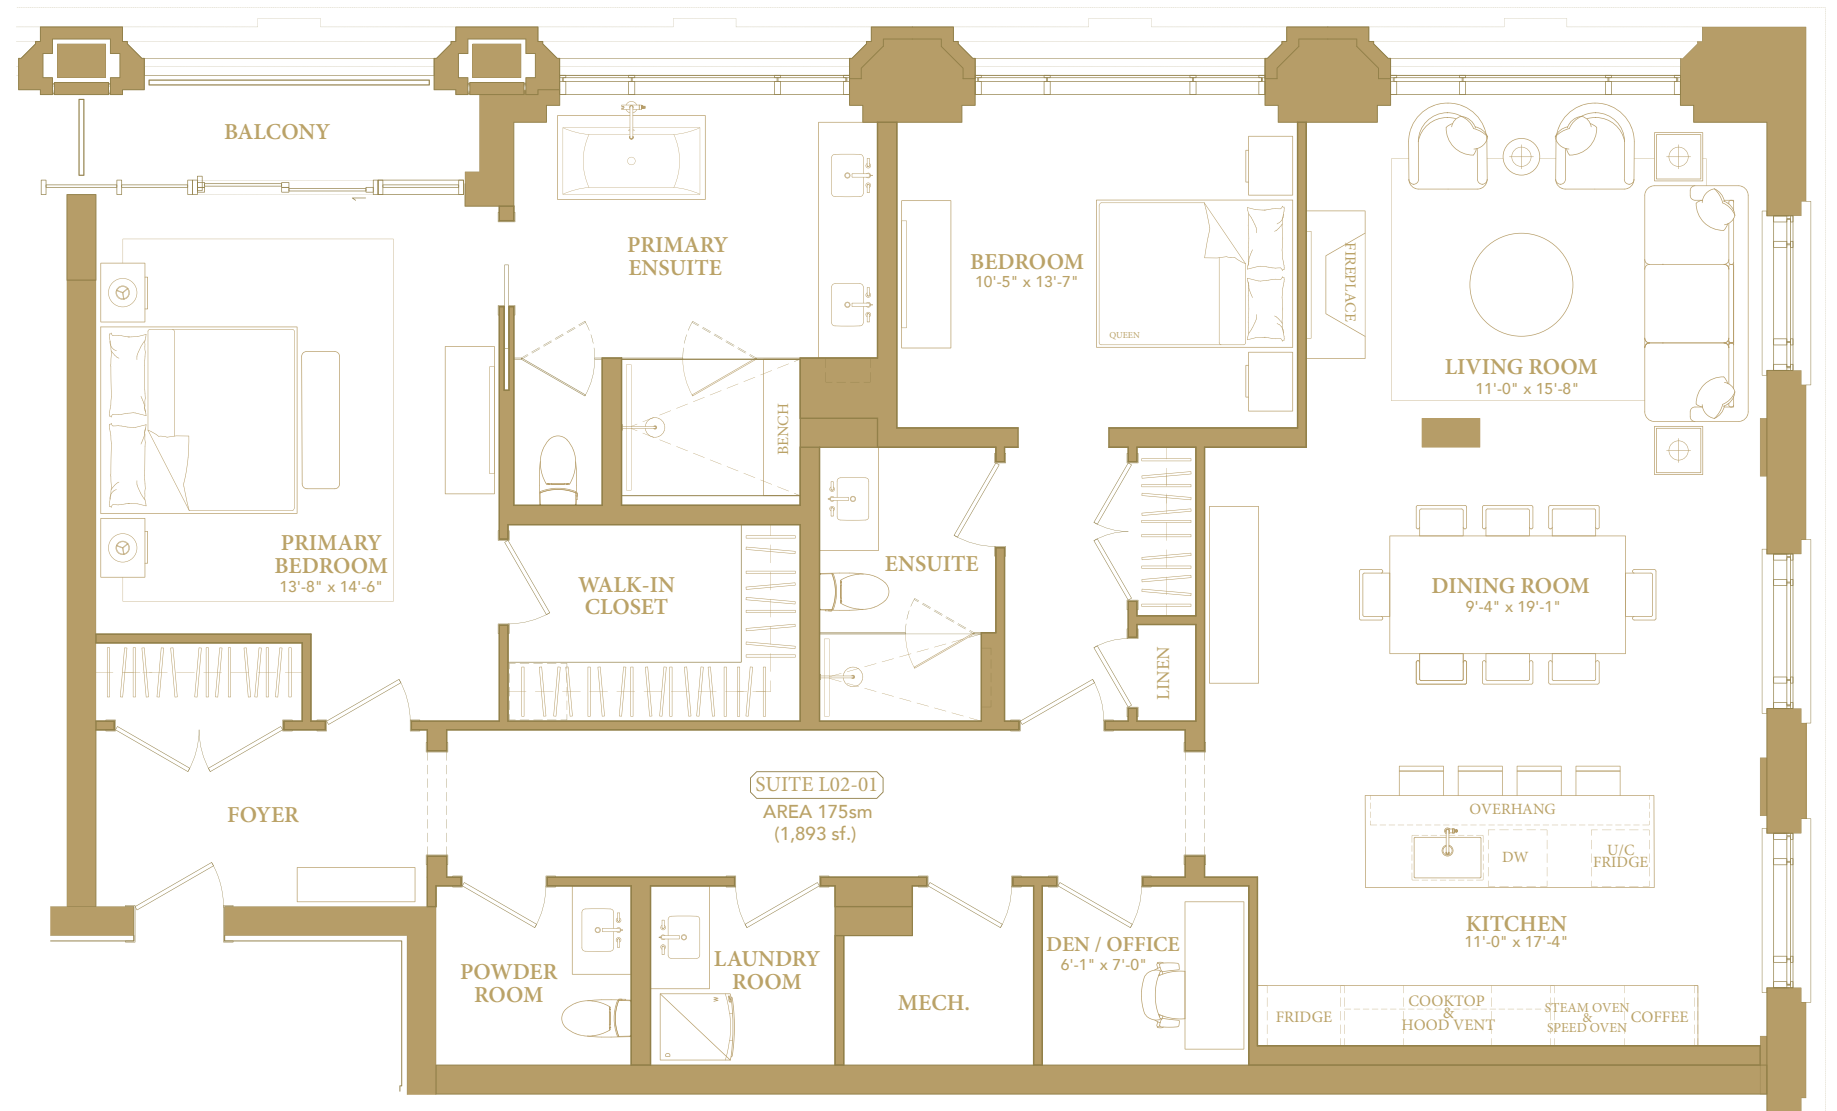 BALCONY
PRIMARY
ENSUITE
BEDROOM
10'-5" x 13'-7"
QUEEN
FIREPLACE
LIVING ROOM
11'-0" x 15'-8"
BENCH
PRIMARY
BEDROOM
13'-8" x 14'-6"
WALK-IN
CLOSET
ENSUITE
LINEN
DINING ROOM
9'-4" x 19'-1"
FOYER
SUITE L02-01
AREA 175sm
(1,893 sf.)
OVERHANG
DW
U/C
FRIDGE
KITCHEN
11'-0" x 17'-4"
POWDER
ROOM
LAUNDRY
ROOM
MECH.
DEN / OFFICE
6'-1" x 7'-0"
FRIDGE
COOKTOP
&
HOOD VENT
STEAM OVEN
&
SPEED OVEN
COFFEE